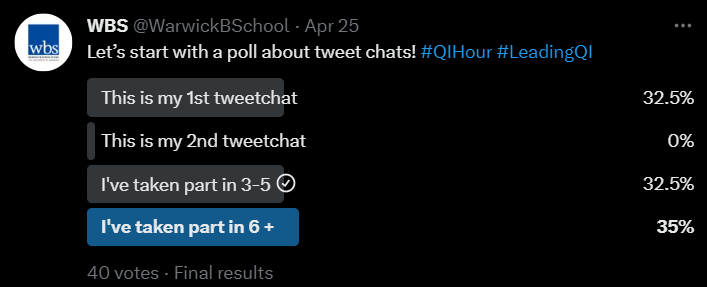 WBS @WarwickBSchool · Apr 25
Let’s start with a poll about tweet chats! #QIHour #LeadingQI
This is my 1st tweetchat 32.5%
This is my 2nd tweetchat 0%
I've taken part in 3-5 32.5%
I've taken part in 6 + 35%
40 votes · Final results
wbs